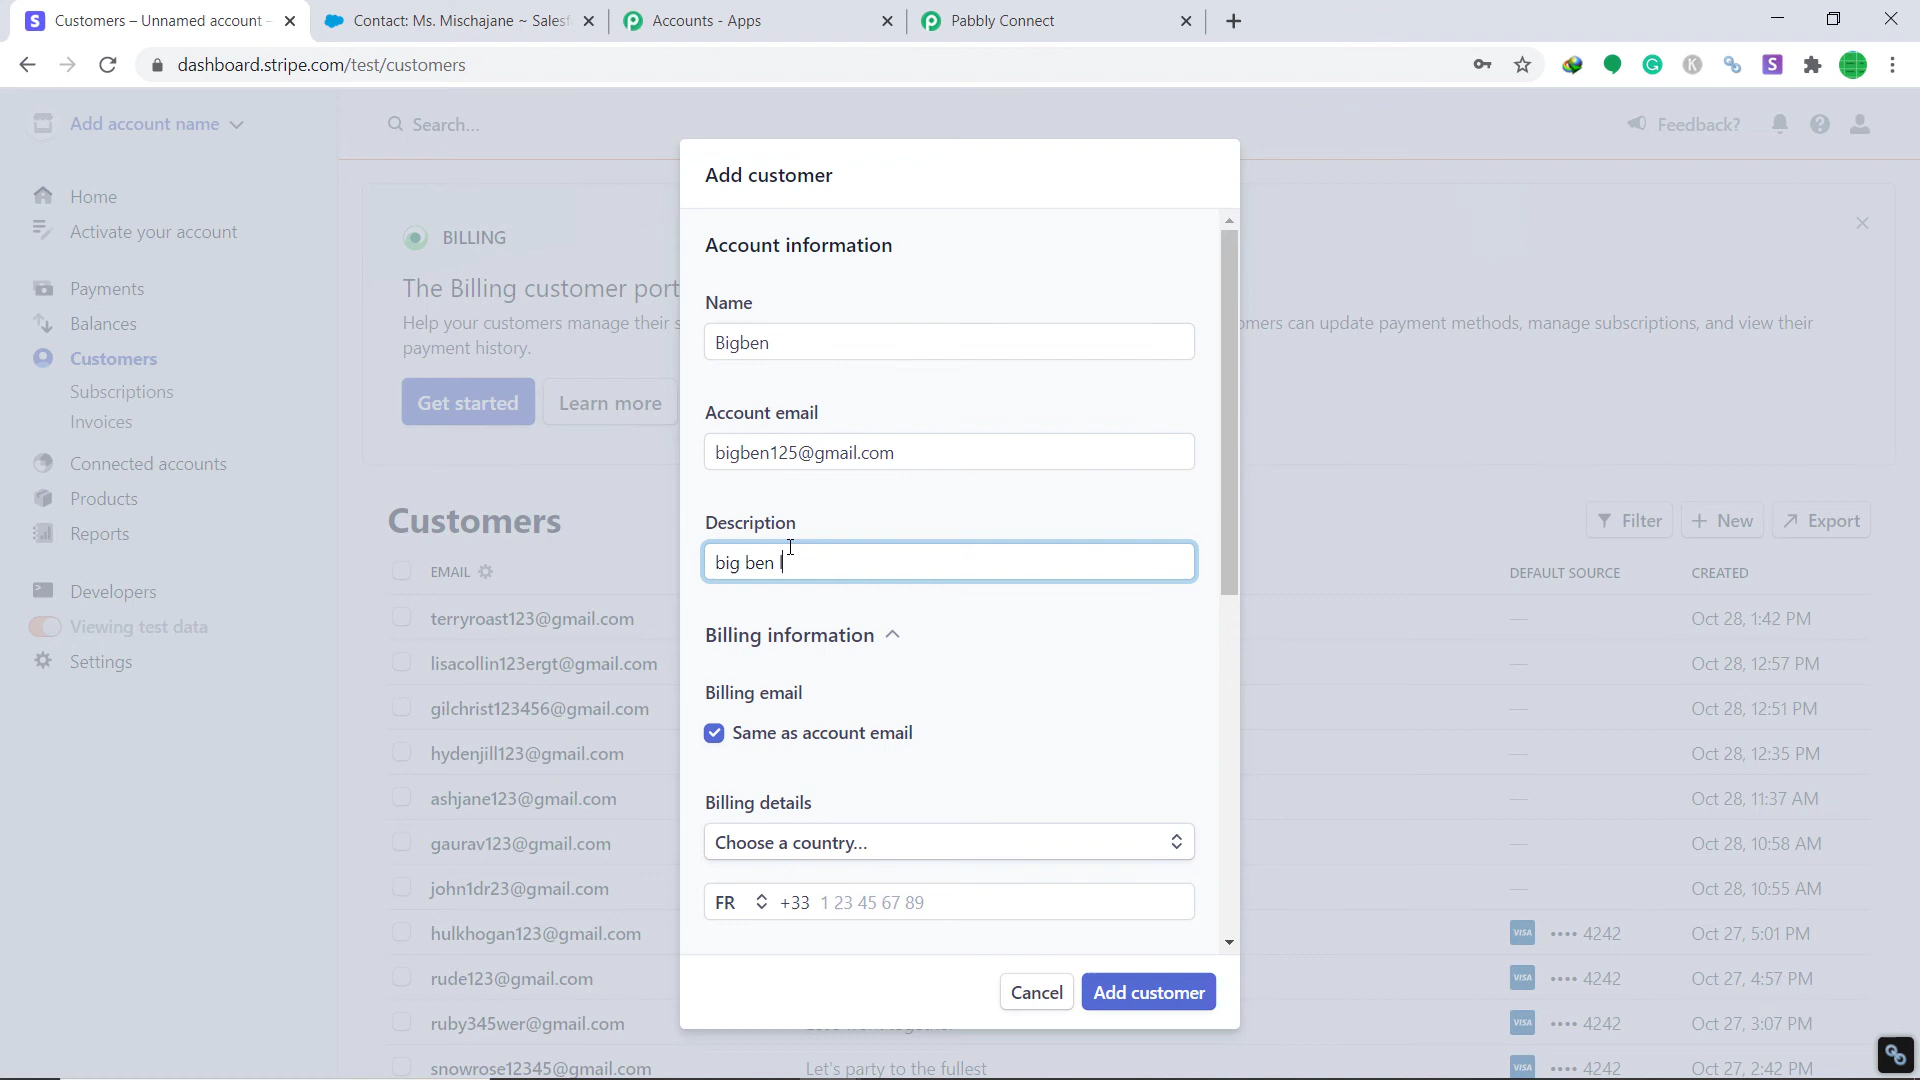 Customers – Unnamed account -
Contact: Ms. Mischajane ~ Salesf
Accounts - Apps
Pabbly Connect
dashboard.stripe.com/test/customers
Add account name
Search...
Feedback?
Home
Activate your account
Payments
Balances
Customers
Subscriptions
Invoices
Connected accounts
Products
Reports
Developers
Viewing test data
Settings
BILLING
The Billing customer port
Help your customers manage their s
omers can update payment methods, manage subscriptions, and view their
payment history.
Get started
Learn more
Customers
Filter
New
Export
EMAIL
DEFAULT SOURCE
CREATED
terryroast123@gmail.com — Oct 28, 1:42 PM
lisacollin123ergt@gmail.com — Oct 28, 12:57 PM
gilchrist123456@gmail.com — Oct 28, 12:51 PM
hydenjill123@gmail.com — Oct 28, 12:35 PM
ashjane123@gmail.com — Oct 28, 11:37 AM
gaurav123@gmail.com — Oct 28, 10:58 AM
john1dr23@gmail.com — Oct 28, 10:55 AM
hulkhogan123@gmail.com VISA •••• 4242 Oct 27, 5:01 PM
rude123@gmail.com VISA •••• 4242 Oct 27, 4:57 PM
ruby345wer@gmail.com VISA •••• 4242 Oct 27, 3:07 PM
snowrose12345@gmail.com Let's party to the fullest VISA •••• 4242 Oct 27, 2:42 PM
Add customer
Account information
Name
Bigben
Account email
bigben125@gmail.com
Description
big ben l
Billing information
Billing email
Same as account email
Billing details
Choose a country...
FR +33 1 23 45 67 89
Cancel
Add customer